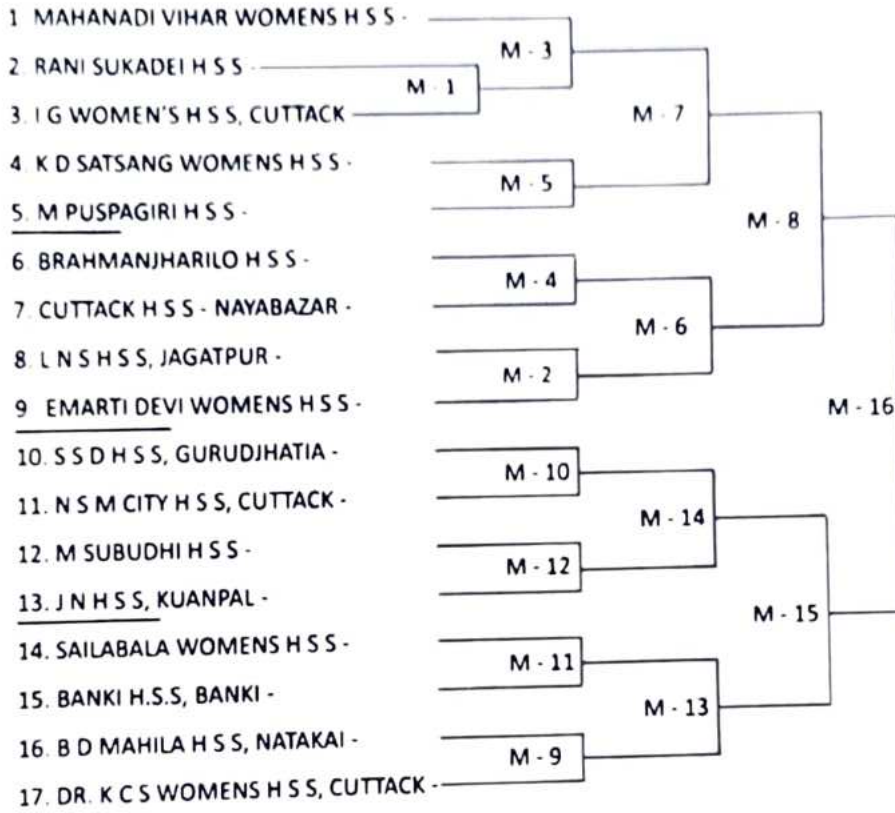 1 MAHANADI VIHAR WOMENS H S S -
M - 3
2. RANI SUKADEI H S S -
M - 1
3. I G WOMEN'S H S S, CUTTACK
M - 7
4 K D SATSANG WOMENS H S S -
M - 5
5. M PUSPAGIRI H S S -
M - 8
6. BRAHMANJHARILO H S S -
M - 4
7. CUTTACK H S S - NAYABAZAR -
M - 6
8. L N S H S S, JAGATPUR -
M - 2
9 EMARTI DEVI WOMENS H S S -
M - 16
10. S S D H S S, GURUDJHATIA -
M - 10
11. N S M CITY H S S, CUTTACK -
M - 14
12. M SUBUDHI H S S -
M - 12
13. J N H S S, KUANPAL -
M - 15
14. SAILABALA WOMENS H S S -
M - 11
15. BANKI H.S.S, BANKI -
M - 13
16. B D MAHILA H S S, NATAKAI -
M - 9
17. DR. K C S WOMENS H S S, CUTTACK -